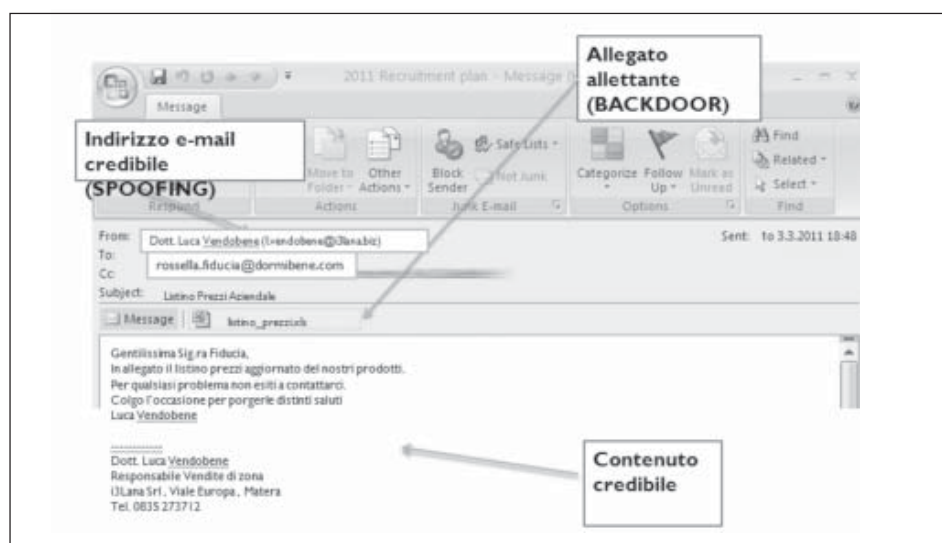 2011 Recruitment plan - Message
Allegato
allettante
(BACKDOOR)
Message
Indirizzo e-mail
credibile
(SPOOFING)
Move to
Folder
Other
Actions
Block
Sender
Safe Lists
Not Junk
Categorize
Follow
Up
Mark as
Unread
Find
Related
Select
Respond
Actions
Junk E-mail
Options
Find
From: Dott. Luca Vendobene
Sent: to 3.3.2011 18:48
To: rossella.fiducia@dormibene.com
Cc:
Subject: Listino Prezzi Aziendale
Message listino_prezzi.xls
Gentilissima Sig.ra Fiducia,
In allegato il listino prezzi aggiornato dei nostri prodotti.
Per qualsiasi problema non esiti a contattarci.
Colgo l'occasione per porgerle distinti saluti
Luca Vendobene
Dott. Luca Vendobene
Responsabile Vendite di zona
i3Lana Srl, Viale Europa, Matera
Tel. 0835 273712
Contenuto
credibile